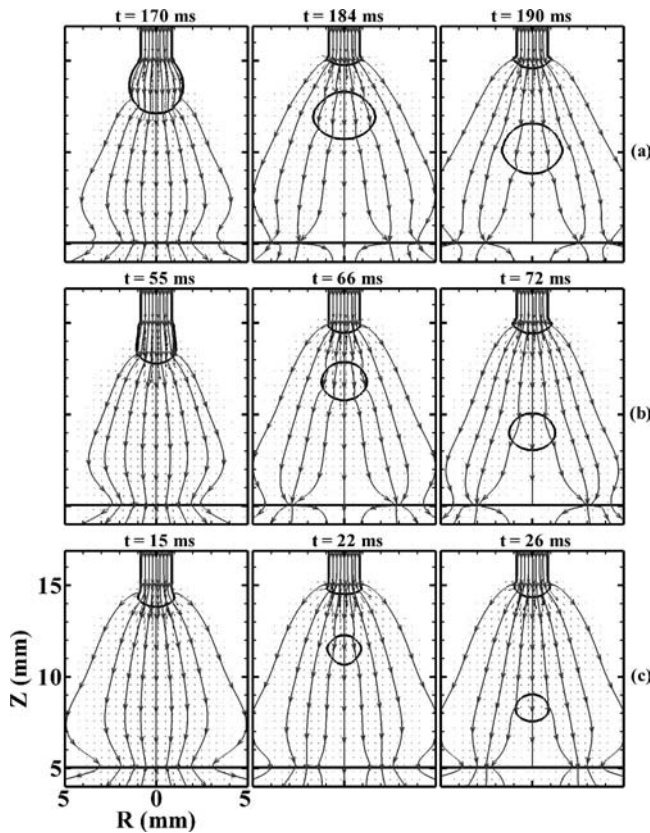 t = 170 ms
t = 184 ms
t = 190 ms
(a)
t = 55 ms
t = 66 ms
t = 72 ms
(b)
t = 15 ms
t = 22 ms
t = 26 ms
15
10
5
Z (mm)
(c)
5
0
5
5
R (mm)